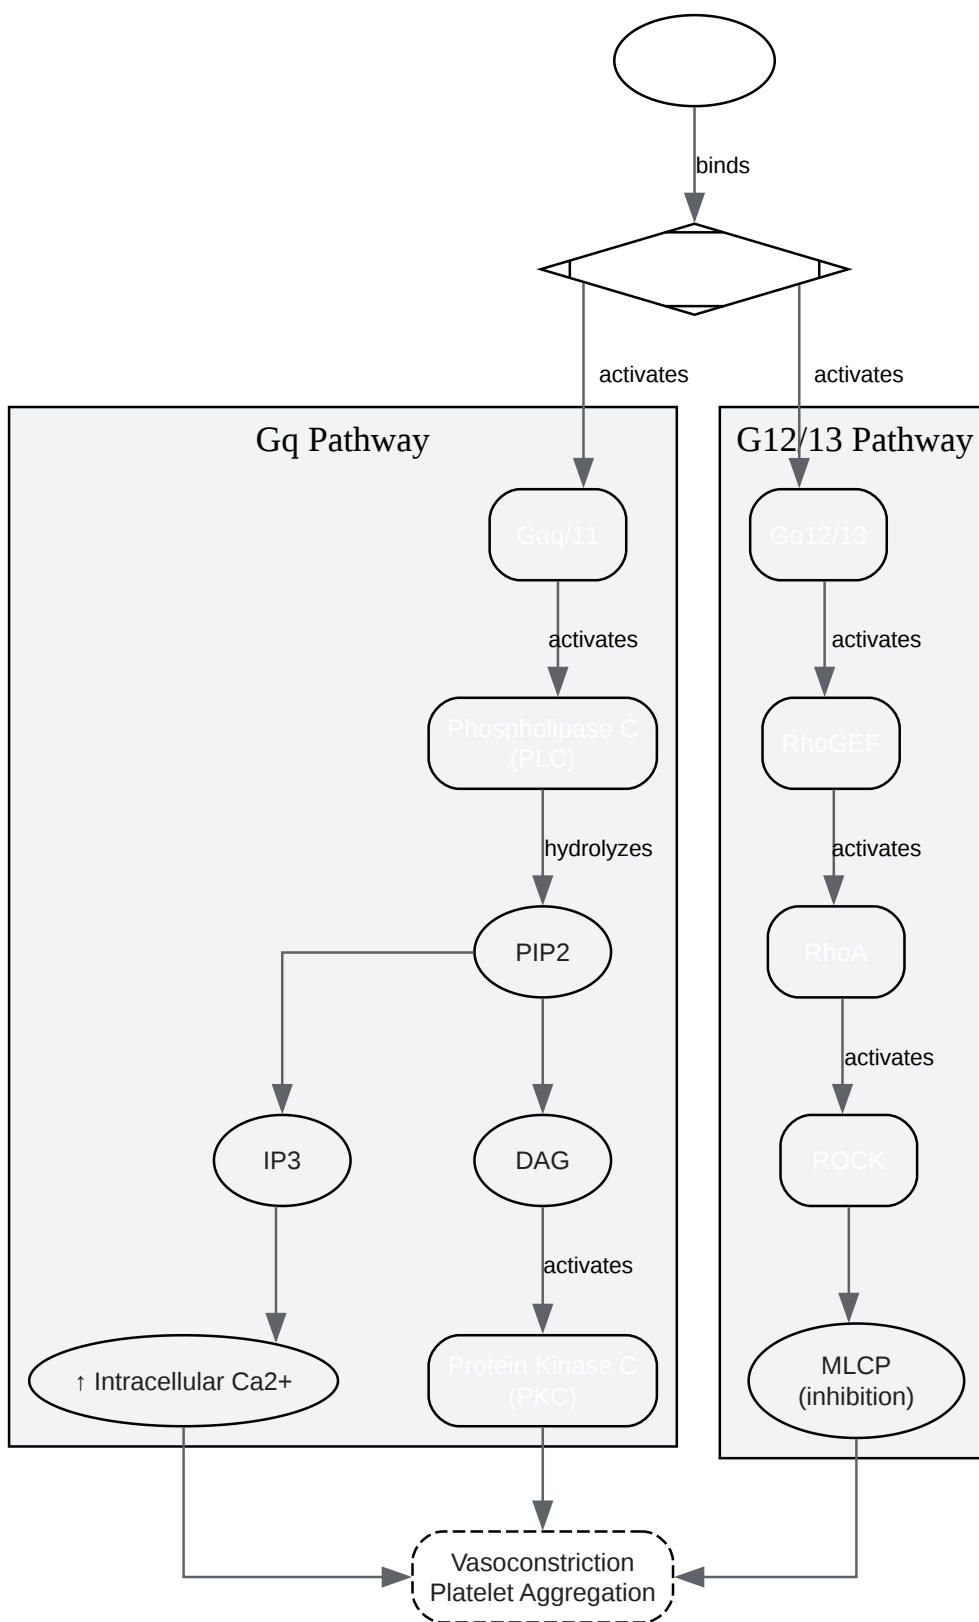 binds
activates
activates
Gq Pathway
G12/13 Pathway
Gαq/11
Gα12/13
activates
activates
Phospholipase C
(PLC)
RhoGEF
hydrolyzes
activates
PIP2
RhoA
activates
IP3
DAG
ROCK
activates
↑ Intracellular Ca2+
Protein Kinase C
(PKC)
MLCP
(inhibition)
Vasoconstriction
Platelet Aggregation